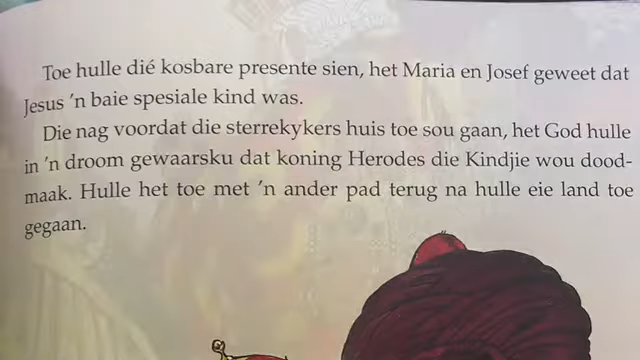 Toe hulle dié kosbare presente sien, het Maria en Josef geweet dat
Jesus 'n baie spesiale kind was.
Die nag voordat die sterrekykers huis toe sou gaan, het God hulle
in 'n droom gewaarsku dat koning Herodes die Kindjie wou dood-
maak. Hulle het toe met 'n ander pad terug na hulle eie land toe
gegaan.